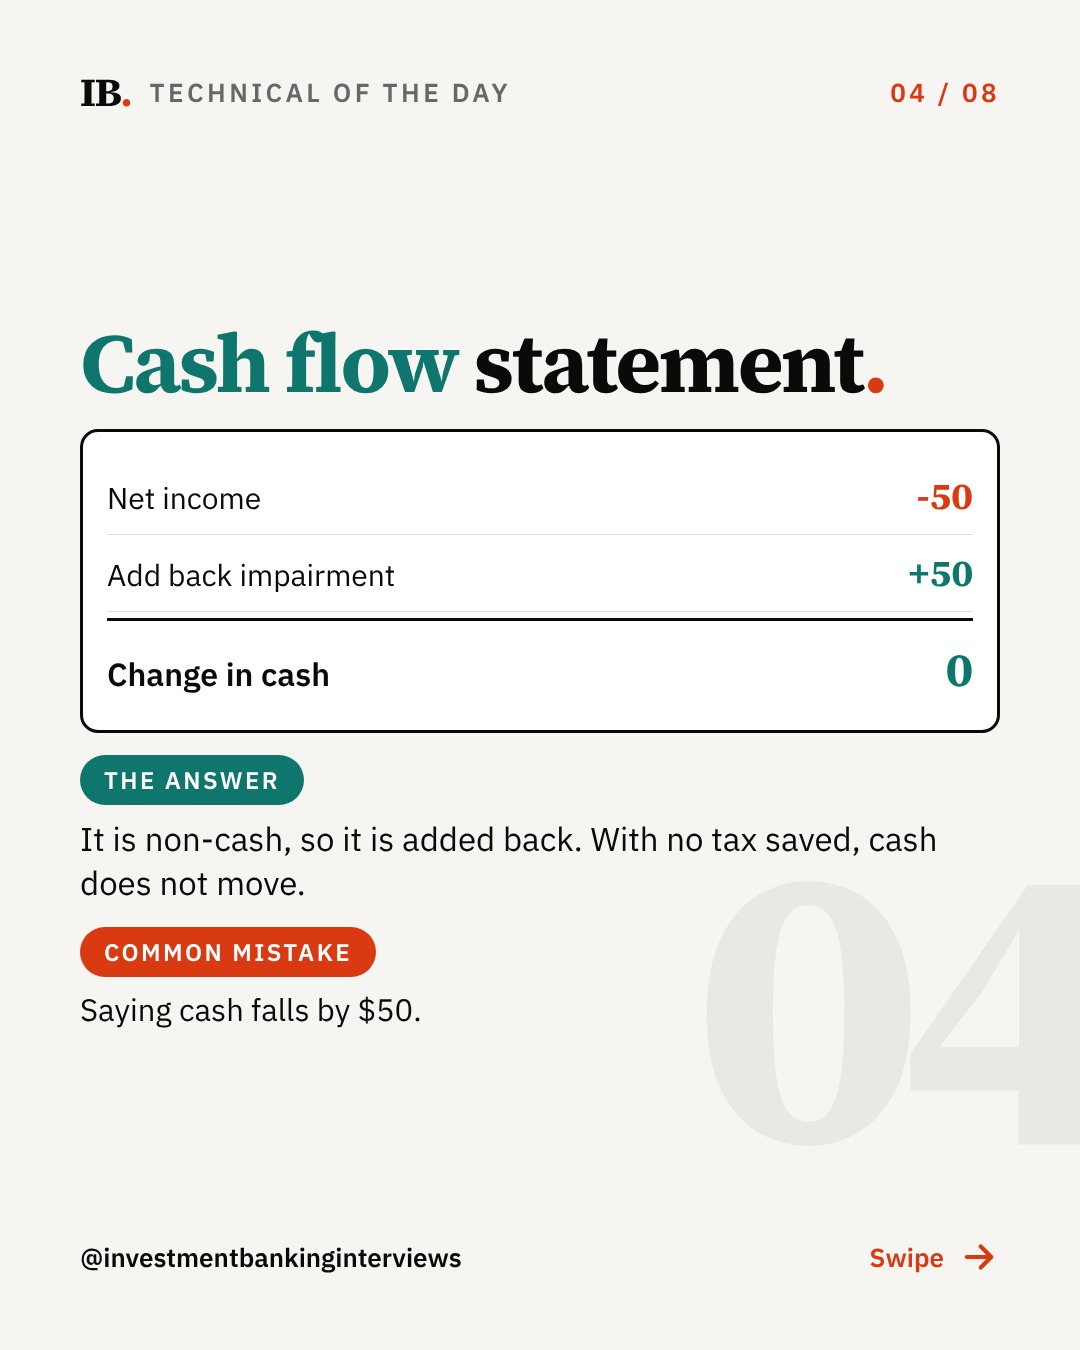 IB. TECHNICAL OF THE DAY 04 / 08
Cash flow statement.
Net income -50
Add back impairment +50
Change in cash 0
THE ANSWER
It is non-cash, so it is added back. With no tax saved, cash
does not move.
COMMON MISTAKE
Saying cash falls by $50.
04
@investmentbankinginterviews Swipe →